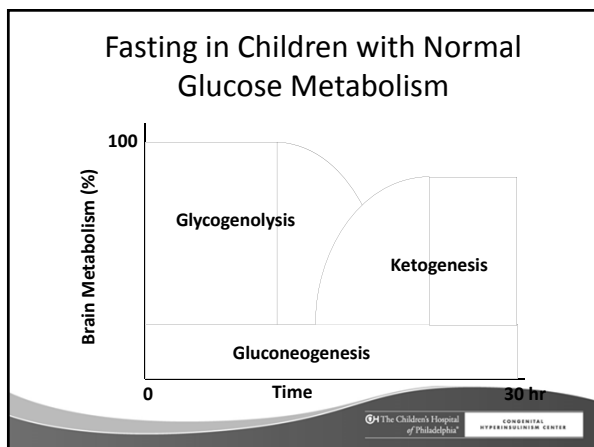 Fasting in Children with Normal
Glucose Metabolism
100
Brain Metabolism (%)
Glycogenolysis
Ketogenesis
Gluconeogenesis
0
Time
30 hr
The Children's Hospital
of Philadelphia®
CONGENITAL
HYPERINSULINISM CENTER